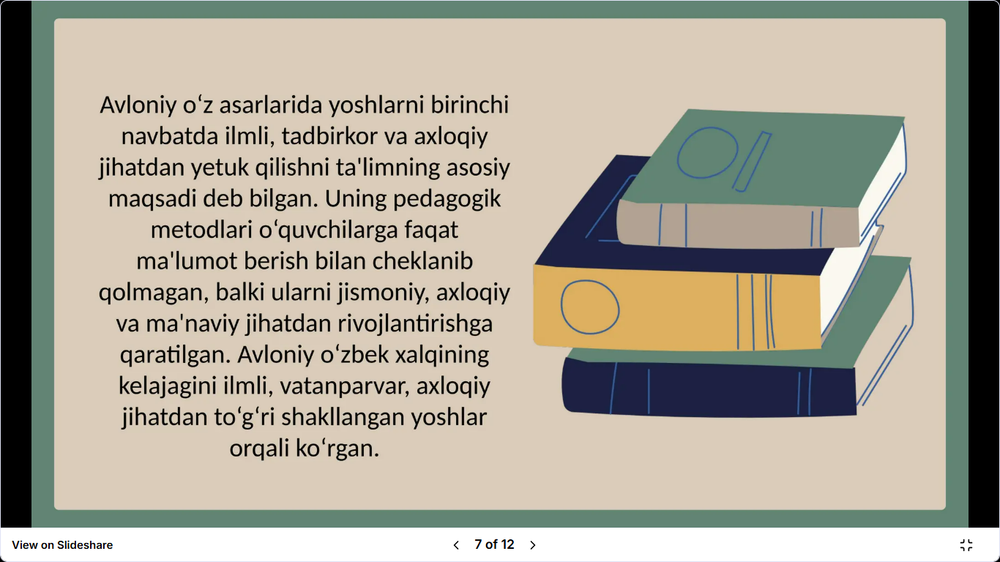 Avloniy o‘z asarlarida yoshlarni birinchi
navbatda ilmli, tadbirkor va axloqiy
jihatdan yetuk qilishni ta'limning asosiy
maqsadi deb bilgan. Uning pedagogik
metodlari o‘quvchilarga faqat
ma'lumot berish bilan cheklanib
qolmagan, balki ularni jismoniy, axloqiy
va ma'naviy jihatdan rivojlantirishga
qaratilgan. Avloniy o‘zbek xalqining
kelajagini ilmli, vatanparvar, axloqiy
jihatdan to‘g‘ri shakllangan yoshlar
orqali ko‘rgan.
View on Slideshare
7 of 12